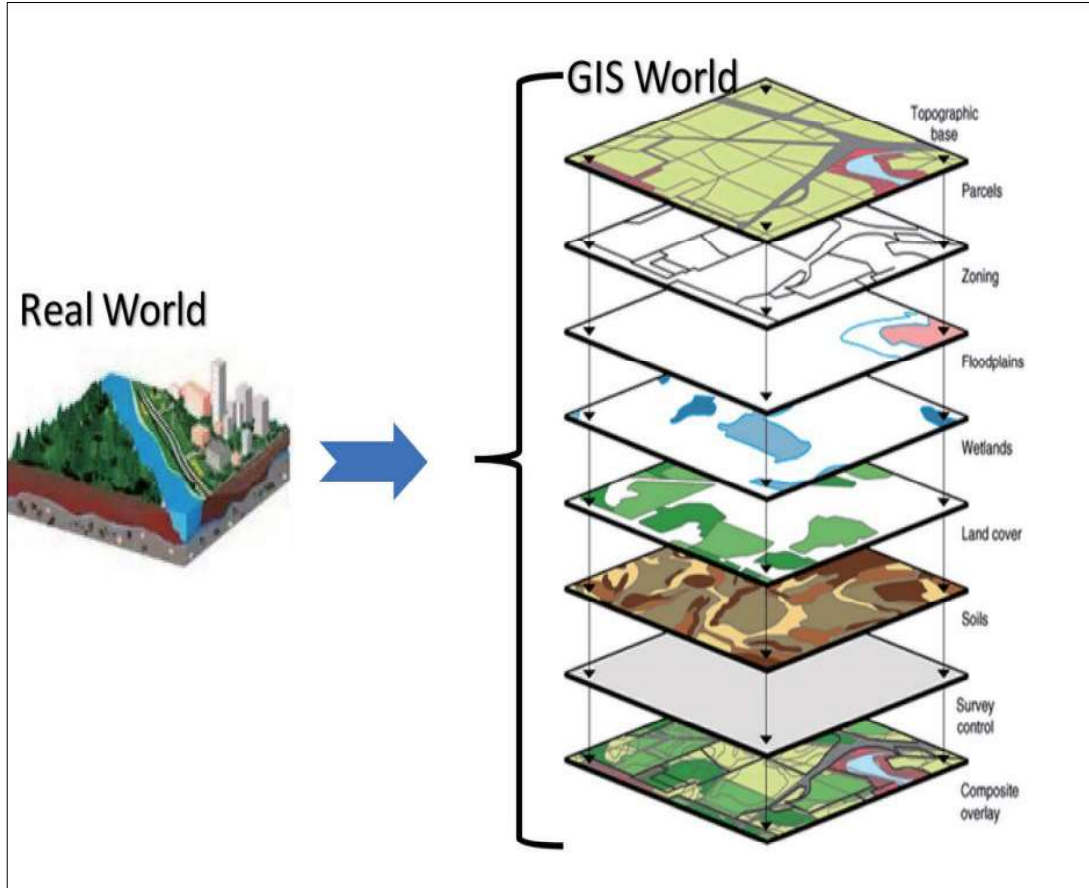 GIS World
Topographic
base
Parcels
Zoning
Real World
Floodplains
Wetlands
Land cover
Soils
Survey
control
Composite
overlay